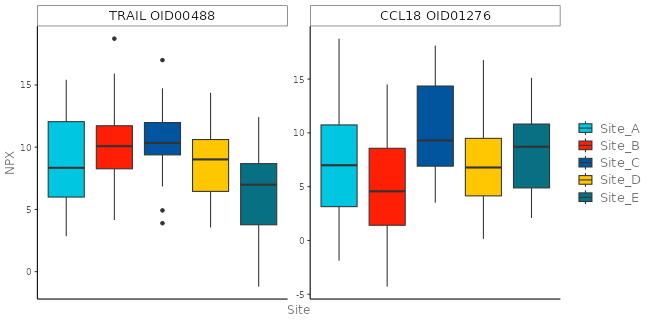 TRAIL OID00488
CCL18 OID01276
NPX
15
10
5
0
15
10
5
0
-5
Site
Site_A
Site_B
Site_C
Site_D
Site_E